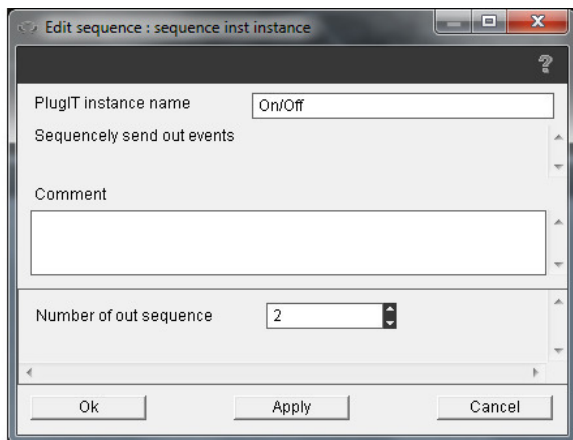 Edit sequence : sequence inst instance
?
PlugIT instance name On/Off
Sequencely send out events
Comment
Number of out sequence 2
Ok Apply Cancel